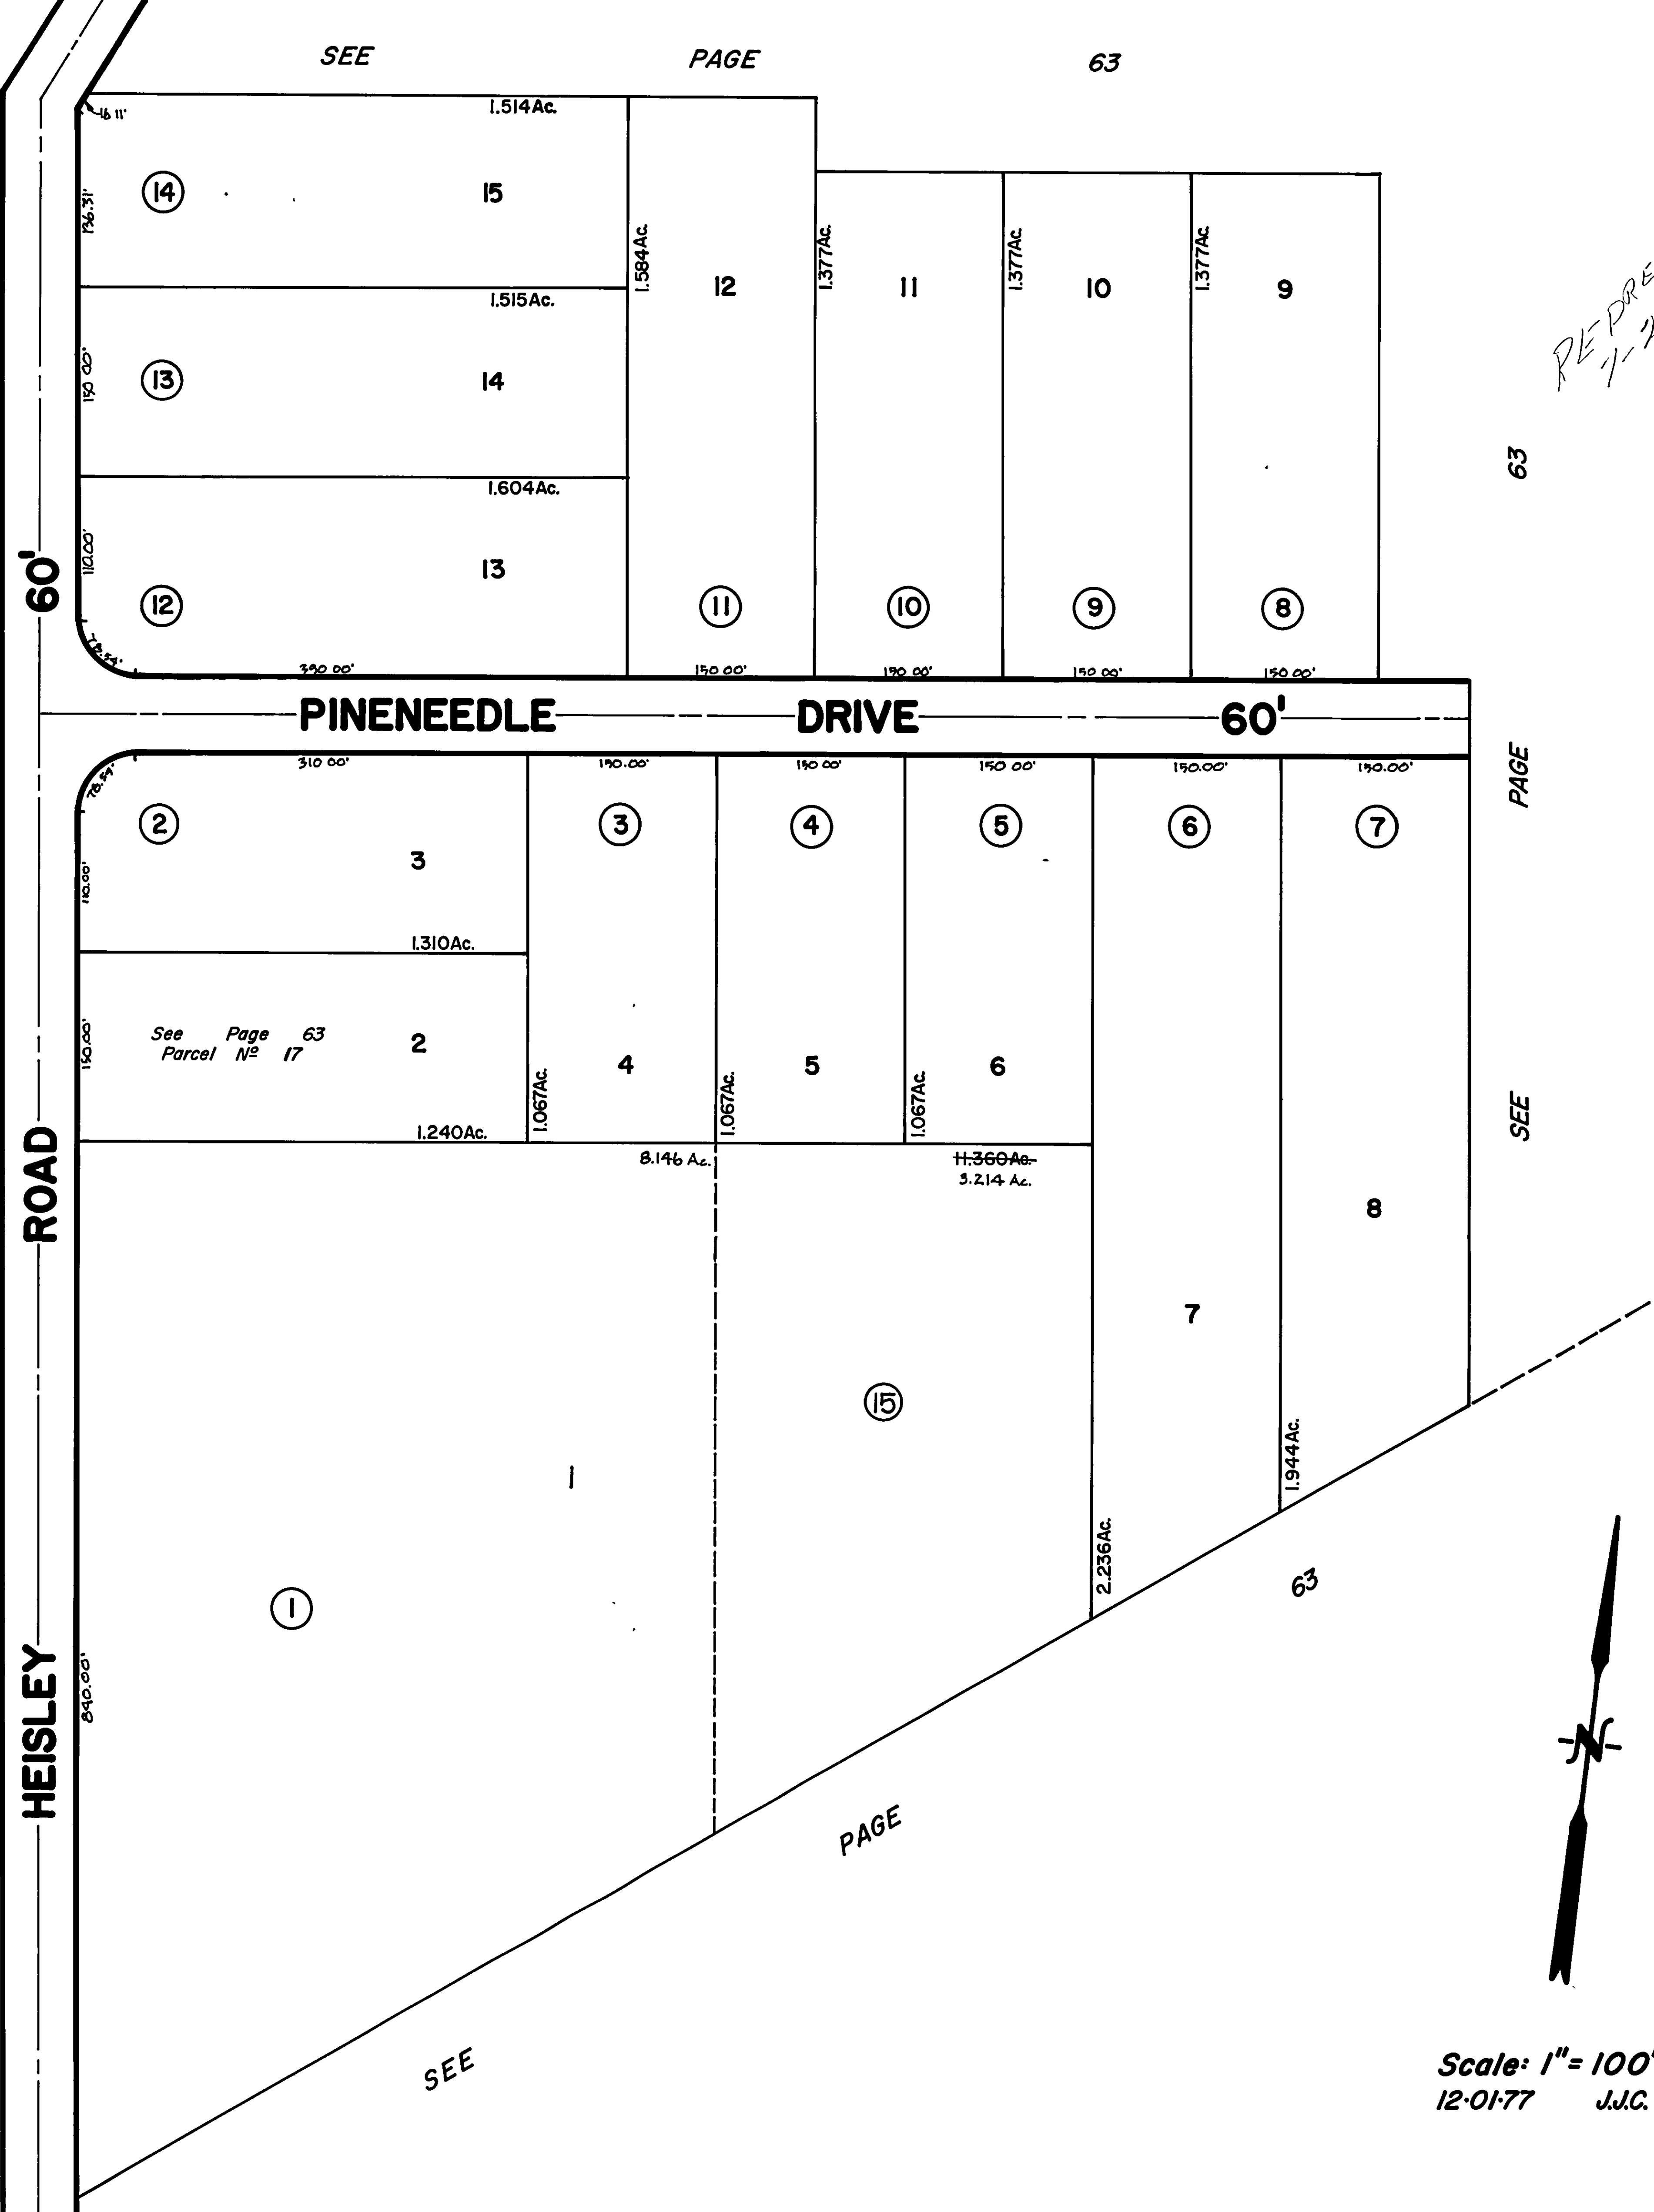 SEE PAGE 63
16 11'
1.514Ac.
136.31'
14
15
1.584Ac.
12
1.377Ac.
11
1.377Ac.
10
1.377Ac.
9
1.515Ac.
150 00'
13
14
63
1.604Ac.
110.00'
13
12
11
10
9
8
78.54'
390 00'
150 00'
150 00'
150 00'
150 00'
60'
PINENEEDLE DRIVE 60'
310 00'
150.00'
150 00'
150 00'
150.00'
150.00'
78.54'
2
3
4
5
6
7
PAGE
3
110.00'
1.310Ac.
See Page 63
Parcel Nº 17
2
150.00'
4
5
6
1.067Ac.
1.067Ac.
1.067Ac.
1.240Ac.
SEE
8.146 Ac.
11.360Ac.
3.214 Ac.
ROAD
8
7
15
1
1.944Ac.
2.236Ac.
63
1
840.00'
HEISLEY
N
PAGE
SEE
Scale: 1"= 100'
12·01·77 J.J.C.